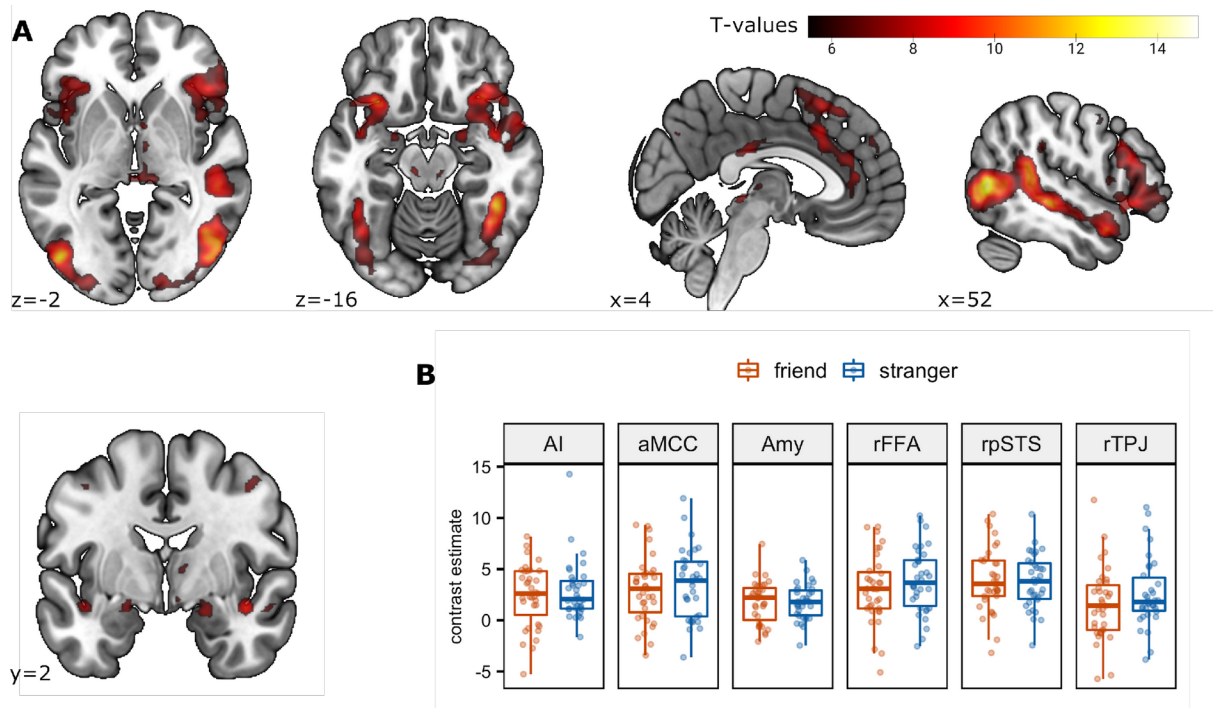 A
T-values
6 8 10 12 14
z=-2
z=-16
x=4
x=52
y=2
B
friend stranger
AI aMCC Amy rFFA rpSTS rTPJ
contrast estimate
15
10
5
0
-5